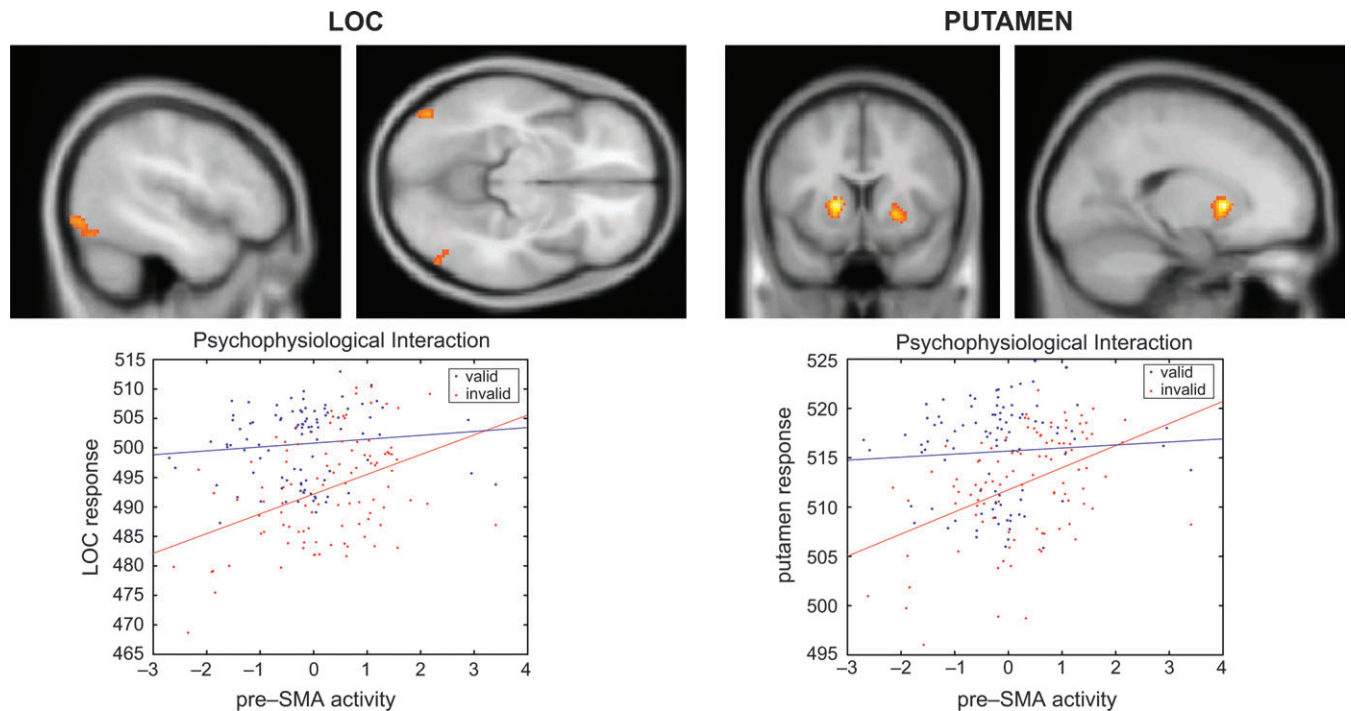 LOC
PUTAMEN
Psychophysiological Interaction
515
510
505
500
495
490
485
480
475
470
465
LOC response
valid
invalid
–3 –2 –1 0 1 2 3 4
pre–SMA activity
Psychophysiological Interaction
525
520
515
510
505
500
495
putamen response
valid
invalid
–3 –2 –1 0 1 2 3 4
pre–SMA activity